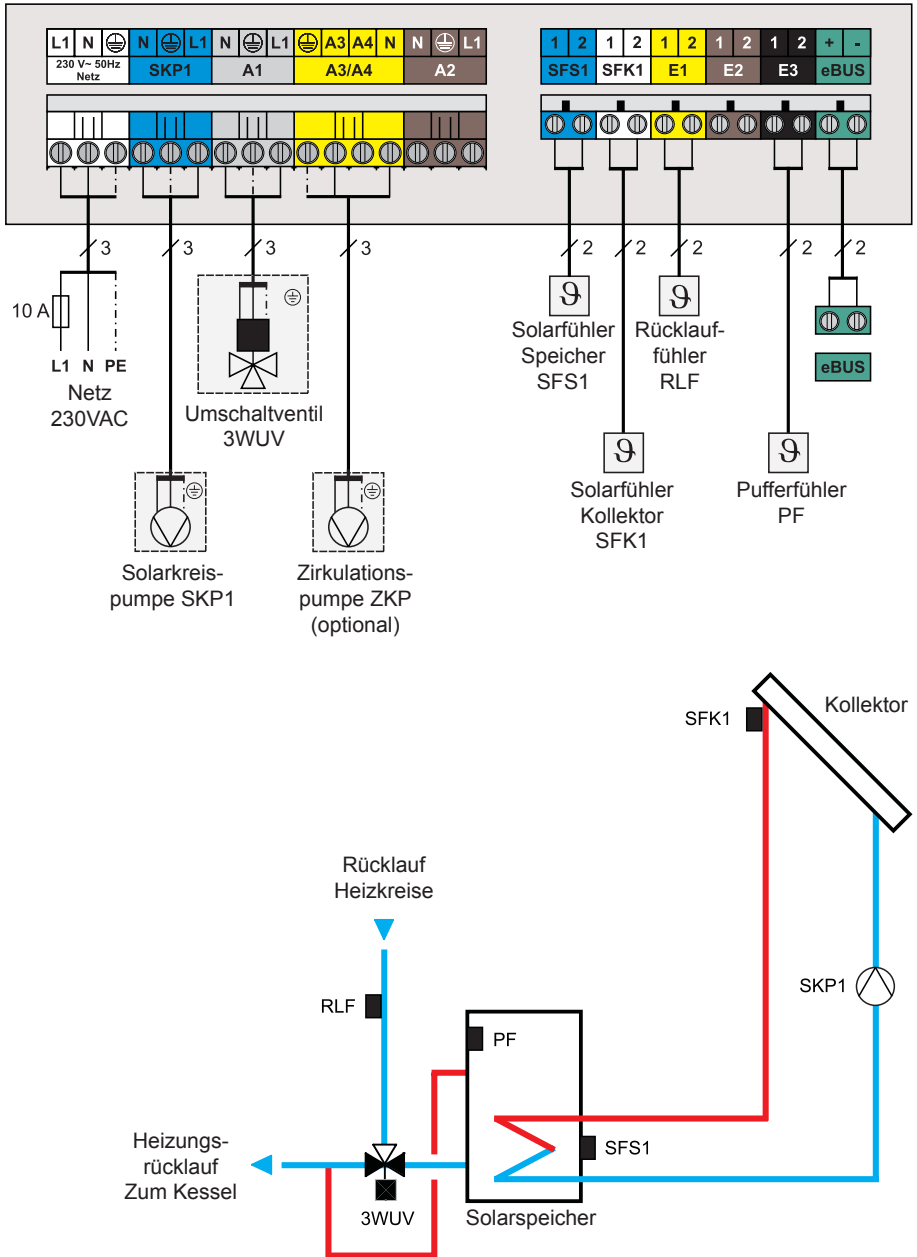 L1 N N L1 N L1 A3 A4 N N L1
230 V~ 50Hz
Netz
SKP1 A1 A3/A4 A2
1 2 1 2 1 2 1 2 1 2 + -
SFS1 SFK1 E1 E2 E3 eBUS
3 3 3 3 2 2 2 2 2
10 A
L1 N PE
Netz
230VAC
Umschaltventil
3WUV
Solarfühler
Speicher
SFS1
Rücklauf-
fühler
RLF
eBUS
Solarkreis-
pumpe SKP1
Zirkulations-
pumpe ZKP
(optional)
Solarfühler
Kollektor
SFK1
Pufferfühler
PF
Kollektor
SFK1
Rücklauf
Heizkreise
SKP1
RLF
PF
SFS1
Heizungs-
rücklauf
Zum Kessel
3WUV
Solarspeicher